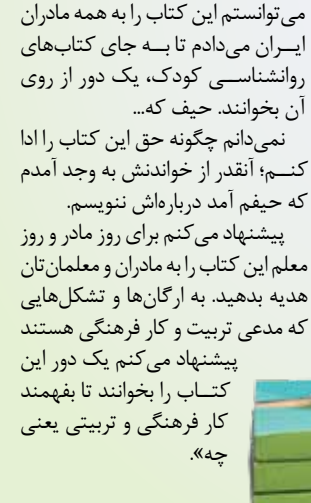 می‌توانستم این کتاب را به همه مادران
ایــران می‌دادم تا بــه جای کتاب‌های
روانشناســی کودک، یک دور از روی
آن بخوانند. حیف که...
نمی‌دانم چگونه حق این کتاب را ادا
کنــم؛ آنقدر از خواندنش به وجد آمدم
که حیفم آمد درباره‌اش ننویسم.
پیشنهاد می‌کنم برای روز مادر و روز
معلم این کتاب را به مادران و معلمان‌تان
هدیه بدهید. به ارگان‌ها و تشکل‌هایی
که مدعی تربیت و کار فرهنگی هستند
پیشنهاد می‌کنم یک دور این
کتــاب را بخوانند تا بفهمند
کار فرهنگی و تربیتی یعنی
چه».